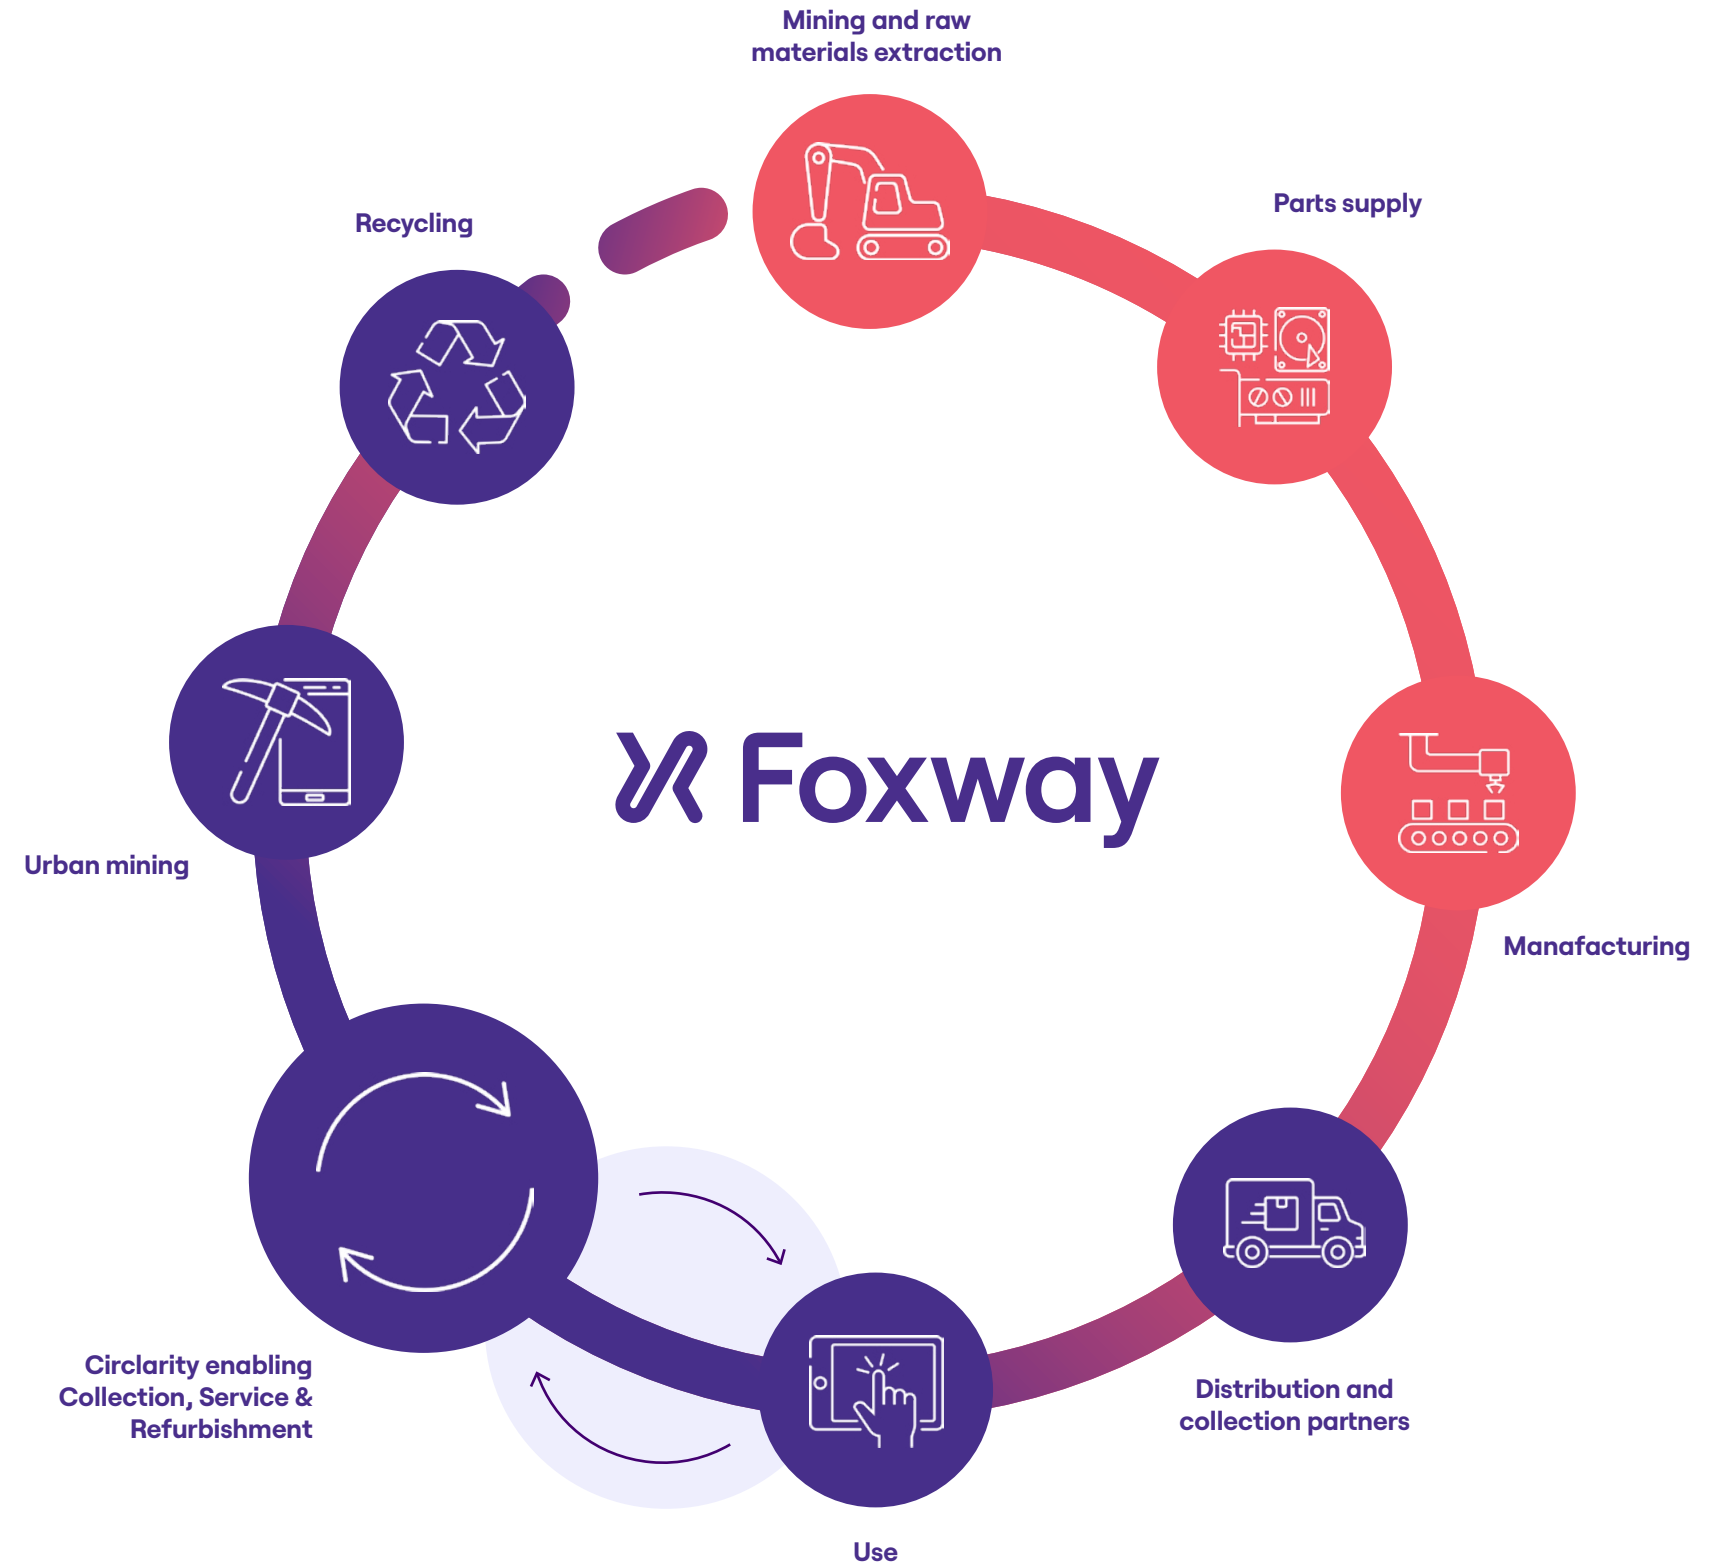 Mining and raw
materials extraction
Parts supply
Recycling
Foxway
Urban mining
Manafacturing
Circlarity enabling
Collection, Service &
Refurbishment
Distribution and
collection partners
Use